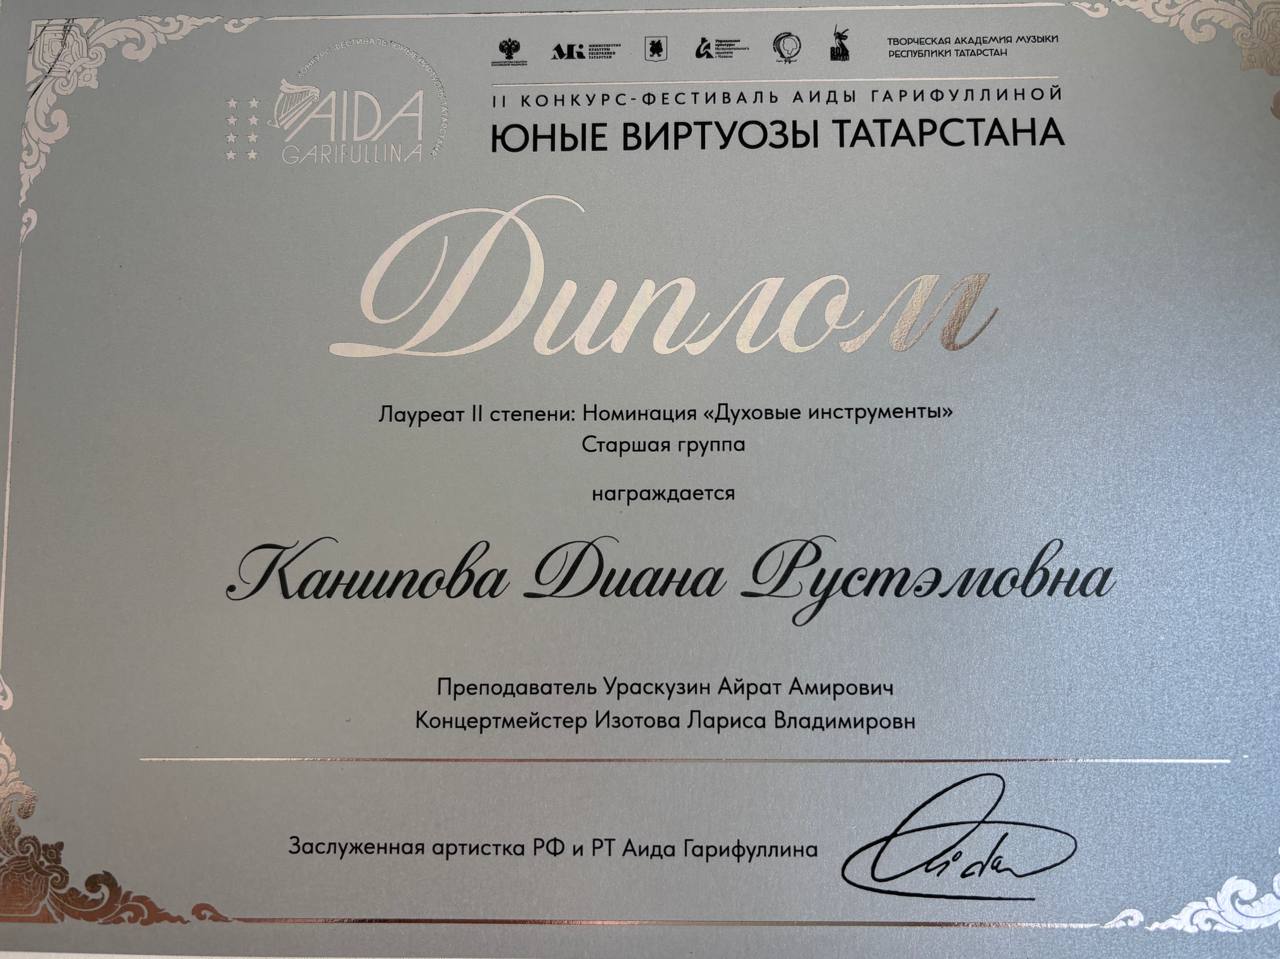 AIDA
GARIFULLINA
ТВОРЧЕСКАЯ АКАДЕМИЯ МУЗЫКИ
РЕСПУБЛИКИ ТАТАРСТАН
II КОНКУРС-ФЕСТИВАЛЬ АИДЫ ГАРИФУЛЛИНОЙ
ЮНЫЕ ВИРТУОЗЫ ТАТАРСТАНА
Диплом
Лауреат II степени: Номинация «Духовые инструменты»
Старшая группа
награждается
Канипова Диана Рустэмовна
Преподаватель Ураскузин Айрат Амирович
Концертмейстер Изотова Лариса Владимировн
Заслуженная артистка РФ и РТ Аида Гарифуллина
Aida